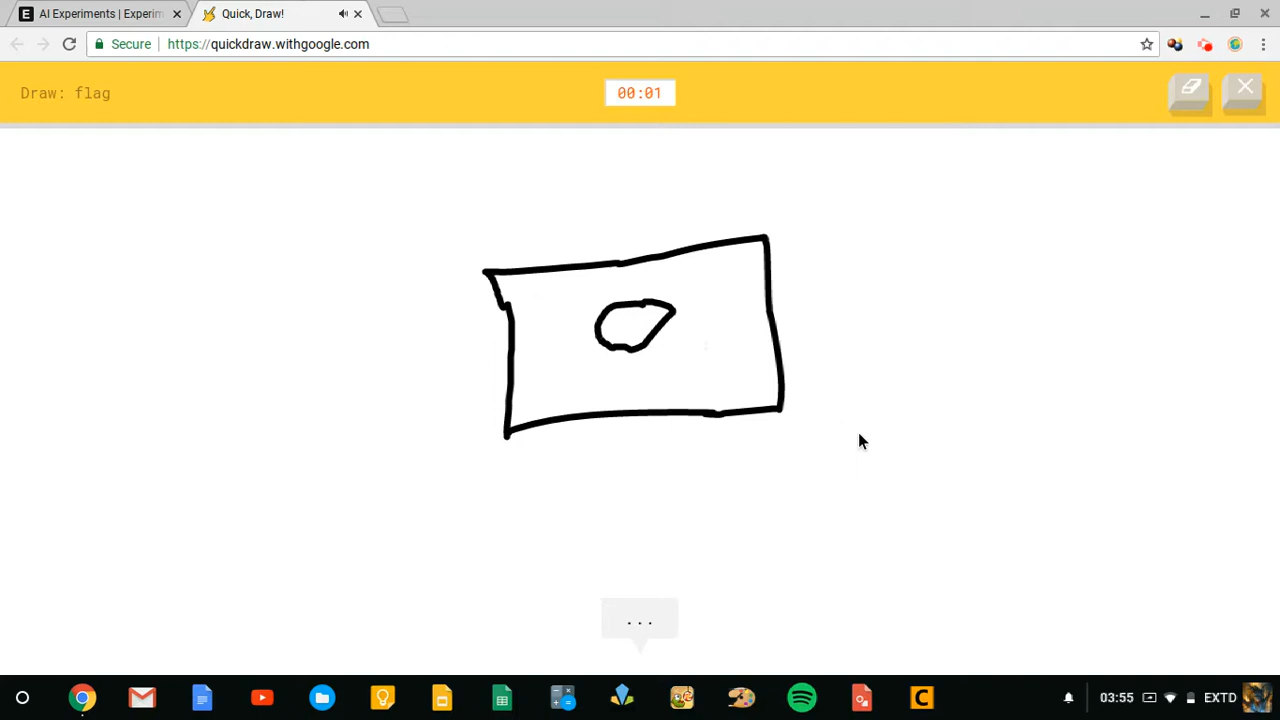 AI Experiments | Experim
Quick, Draw!
Secure
https://quickdraw.withgoogle.com
Draw: flag
00:01
...
03:55
EXTD